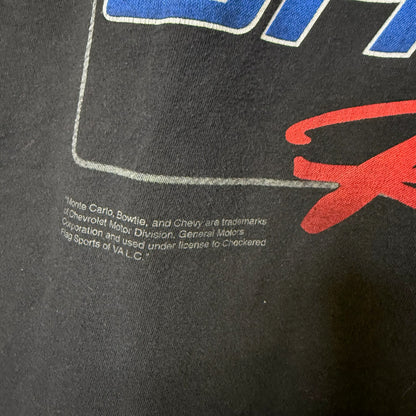 "Monte Carlo, Bowtie, and Chevy are trademarks
of Chevrolet Motor Division. General Motors
Corporation and used under license to Checkered
Flag Sports of VA L.C."